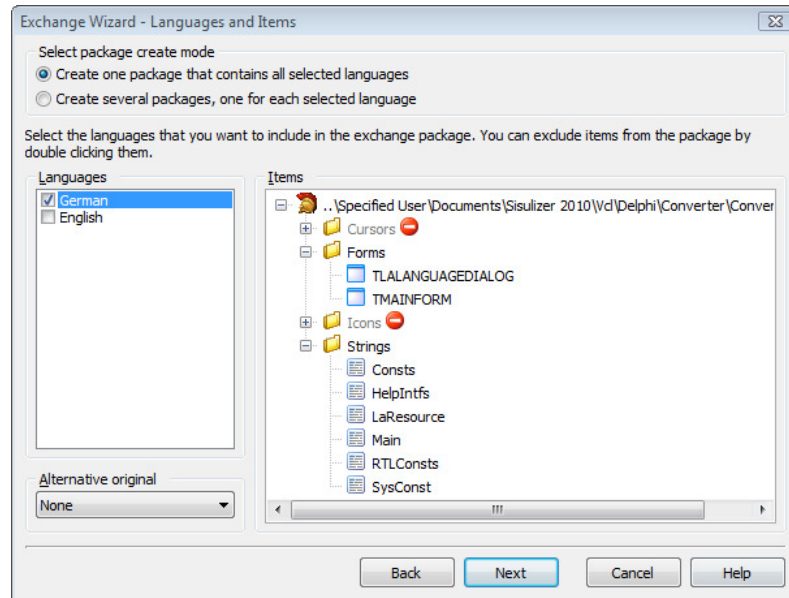 Exchange Wizard - Languages and Items
Select package create mode
Create one package that contains all selected languages
Create several packages, one for each selected language
Select the languages that you want to include in the exchange package. You can exclude items from the package by
double clicking them.
Languages
German
English
Alternative original
None
Items
..\Specified User\Documents\Sisulizer 2010\Vcl\Delphi\Converter\Conver
Cursors
Forms
TLALANGUAGEDIALOG
TMAINFORM
Icons
Strings
Consts
HelpIntfs
LaResource
Main
RTLConsts
SysConst
Back Next Cancel Help